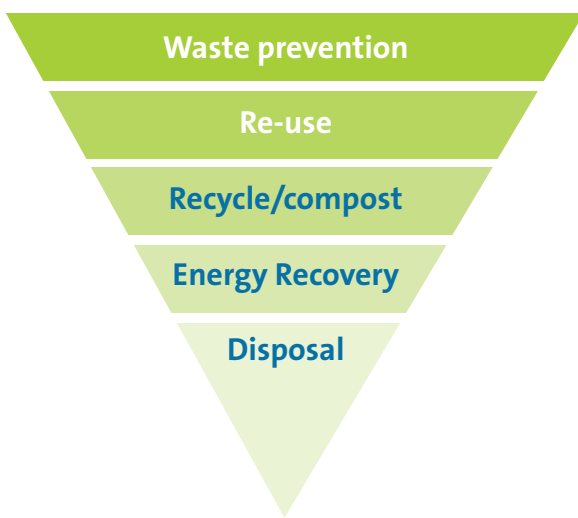 Waste prevention
Re-use
Recycle/compost
Energy Recovery
Disposal